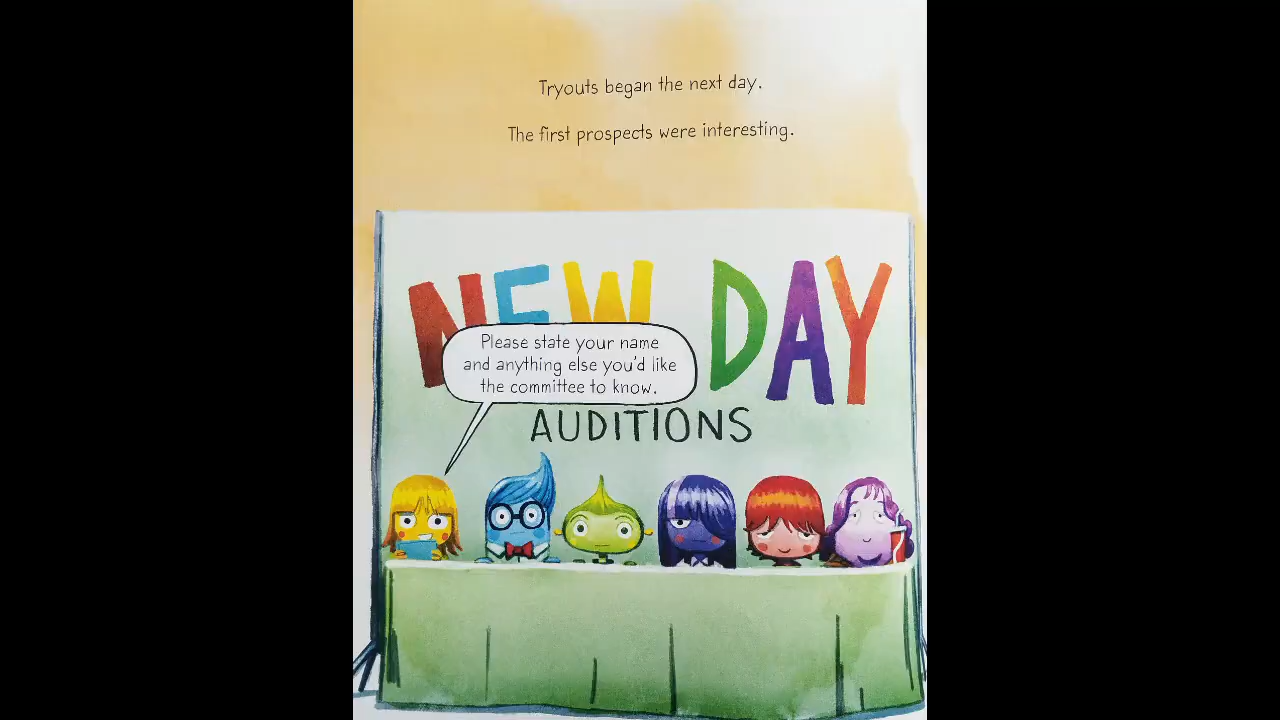 Tryouts began the next day.
The first prospects were interesting.
NEW DAY
Please state your name
and anything else you'd like
the committee to know.
AUDITIONS